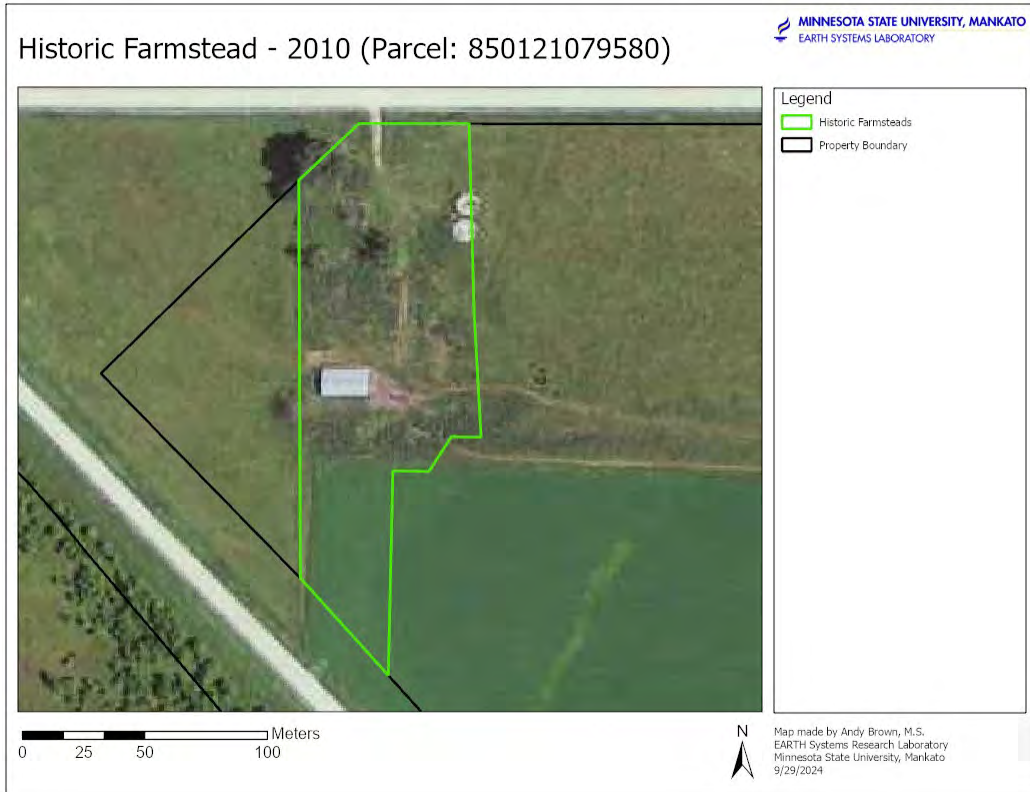 MINNESOTA STATE UNIVERSITY, MANKATO
EARTH SYSTEMS LABORATORY
Historic Farmstead - 2010 (Parcel: 850121079580)
Legend
Historic Farmsteads
Property Boundary
Meters
0 25 50 100
N
Map made by Andy Brown, M.S.
EARTH Systems Research Laboratory
Minnesota State University, Mankato
9/29/2024